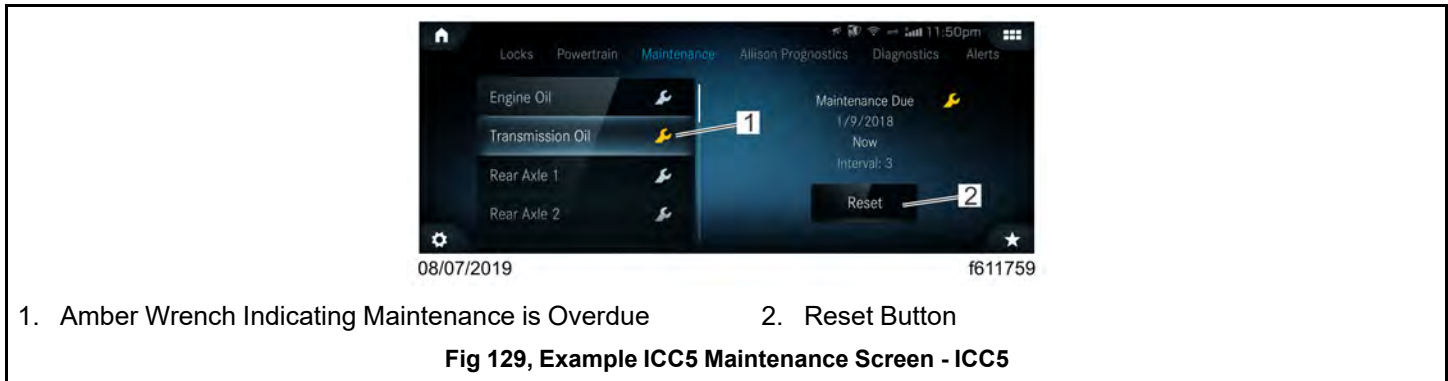 11:50pm
Locks Powertrain Maintenance Allison Prognostics Diagnostics Alerts
Engine Oil
Transmission Oil
Rear Axle 1
Rear Axle 2
Maintenance Due
1/9/2018
Now
Interval: 3
Reset
1
2
08/07/2019 f611759
1. Amber Wrench Indicating Maintenance is Overdue 2. Reset Button
Fig 129, Example ICC5 Maintenance Screen - ICC5